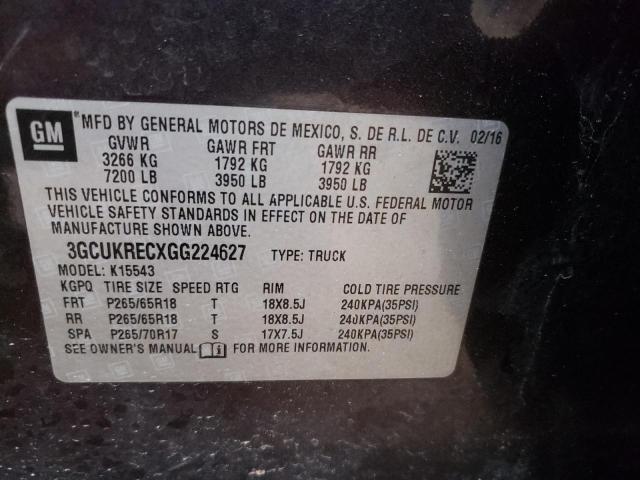 GM
® MFD BY GENERAL MOTORS DE MEXICO, S. DE R.L. DE C.V. 02/16
GVWR GAWR FRT GAWR RR
3266 KG 1792 KG 1792 KG
7200 LB 3950 LB 3950 LB
THIS VEHICLE CONFORMS TO ALL APPLICABLE U.S. FEDERAL MOTOR
VEHICLE SAFETY STANDARDS IN EFFECT ON THE DATE OF
MANUFACTURE SHOWN ABOVE.
3GCUKRECXGG224627 TYPE: TRUCK
MODEL: K15543
KGPQ TIRE SIZE SPEED RTG RIM COLD TIRE PRESSURE
FRT P265/65R18 T 18X8.5J 240KPA(35PSI)
RR P265/65R18 T 18X8.5J 240KPA(35PSI)
SPA P265/70R17 S 17X7.5J 240KPA(35PSI)
SEE OWNER'S MANUAL FOR MORE INFORMATION.